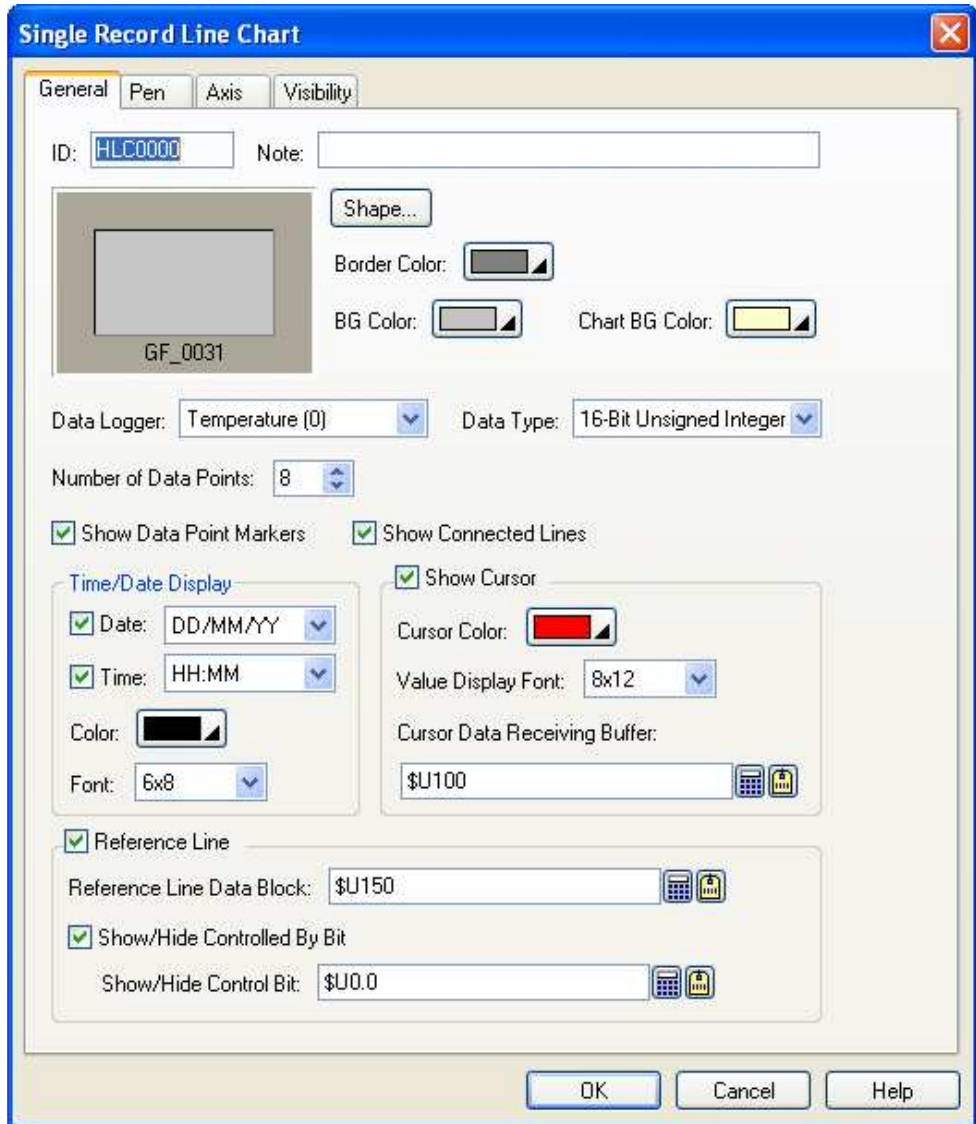 Single Record Line Chart
General Pen Axis Visibility
ID: HLC0000 Note:
Shape...
Border Color:
BG Color: Chart BG Color:
GF_0031
Data Logger: Temperature (0) Data Type: 16-Bit Unsigned Integer
Number of Data Points: 8
Show Data Point Markers Show Connected Lines
Time/Date Display
Date: DD/MM/YY
Time: HH:MM
Color:
Font: 6x8
Show Cursor
Cursor Color:
Value Display Font: 8x12
Cursor Data Receiving Buffer:
$U100
Reference Line
Reference Line Data Block: $U150
Show/Hide Controlled By Bit
Show/Hide Control Bit: $U0.0
OK Cancel Help